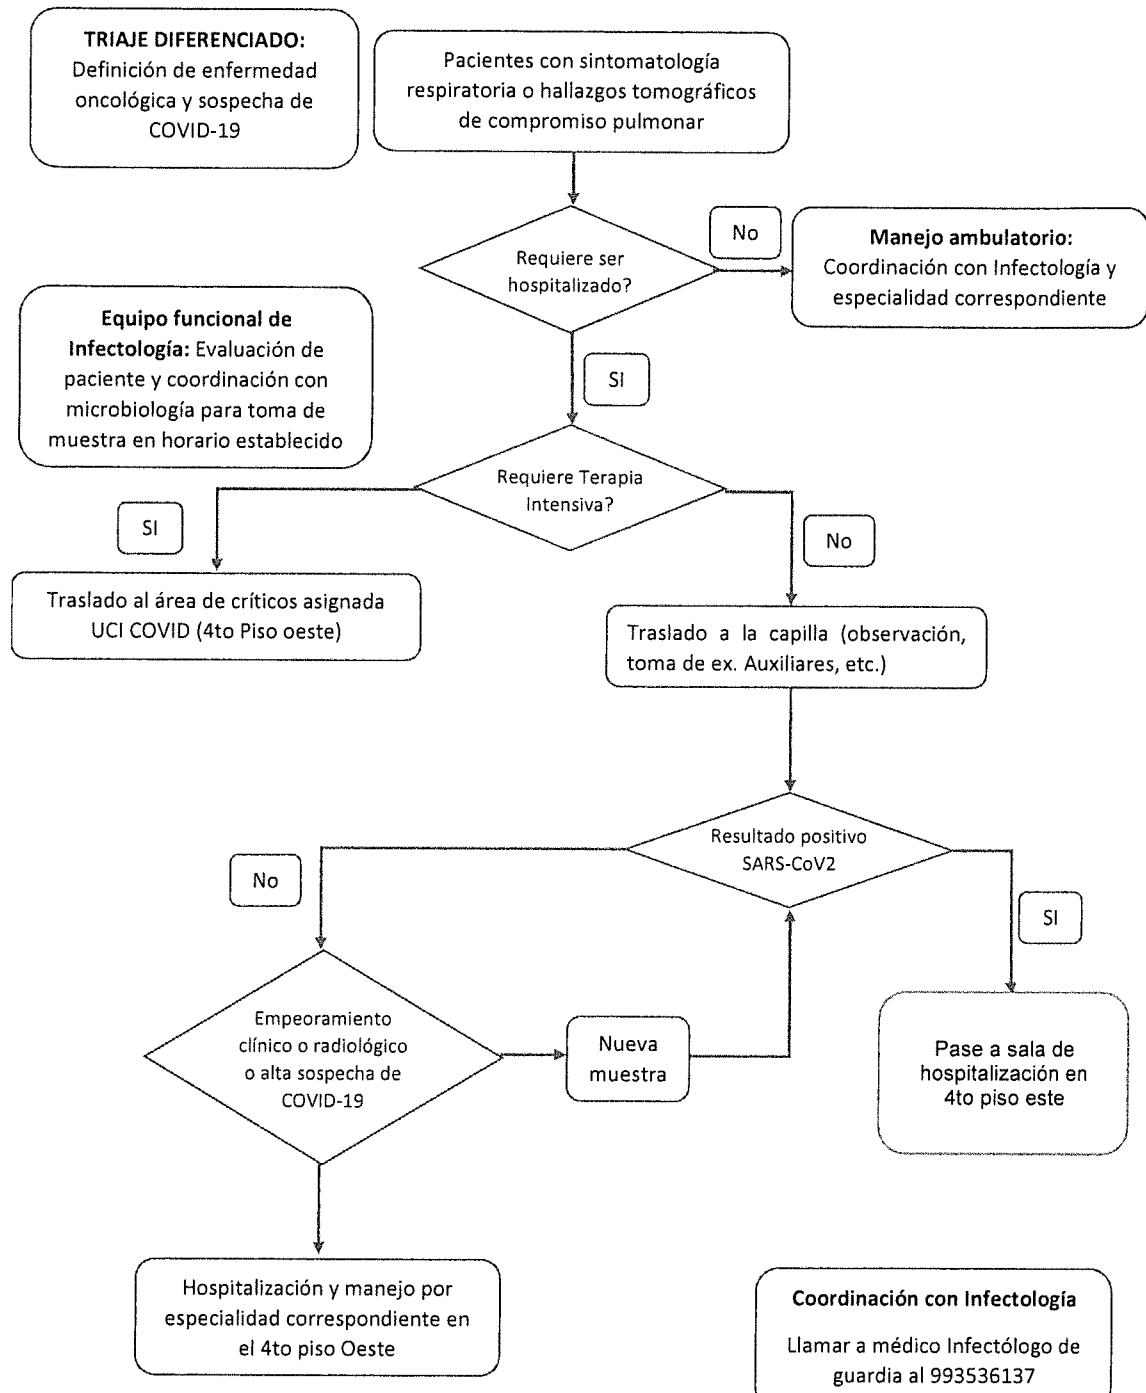 TRIAJE DIFERENCIADO:
Definición de enfermedad
oncológica y sospecha de
COVID-19
Pacientes con sintomatología
respiratoria o hallazgos tomográficos
de compromiso pulmonar
Requiere ser
hospitalizado?
No
Manejo ambulatorio:
Coordinación con Infectología y
especialidad correspondiente
Equipo funcional de
Infectología: Evaluación de
paciente y coordinación con
microbiología para toma de
muestra en horario establecido
SI
Requiere Terapia
Intensiva?
SI
No
Traslado al área de críticos asignada
UCI COVID (4to Piso oeste)
Traslado a la capilla (observación,
toma de ex. Auxiliares, etc.)
Resultado positivo
SARS-CoV2
No
SI
Empeoramiento
clínico o radiológico
o alta sospecha de
COVID-19
Nueva
muestra
Pase a sala de
hospitalización en
4to piso este
Hospitalización y manejo por
especialidad correspondiente en
el 4to piso Oeste
Coordinación con Infectología
Llamar a médico Infectólogo de
guardia al 993536137